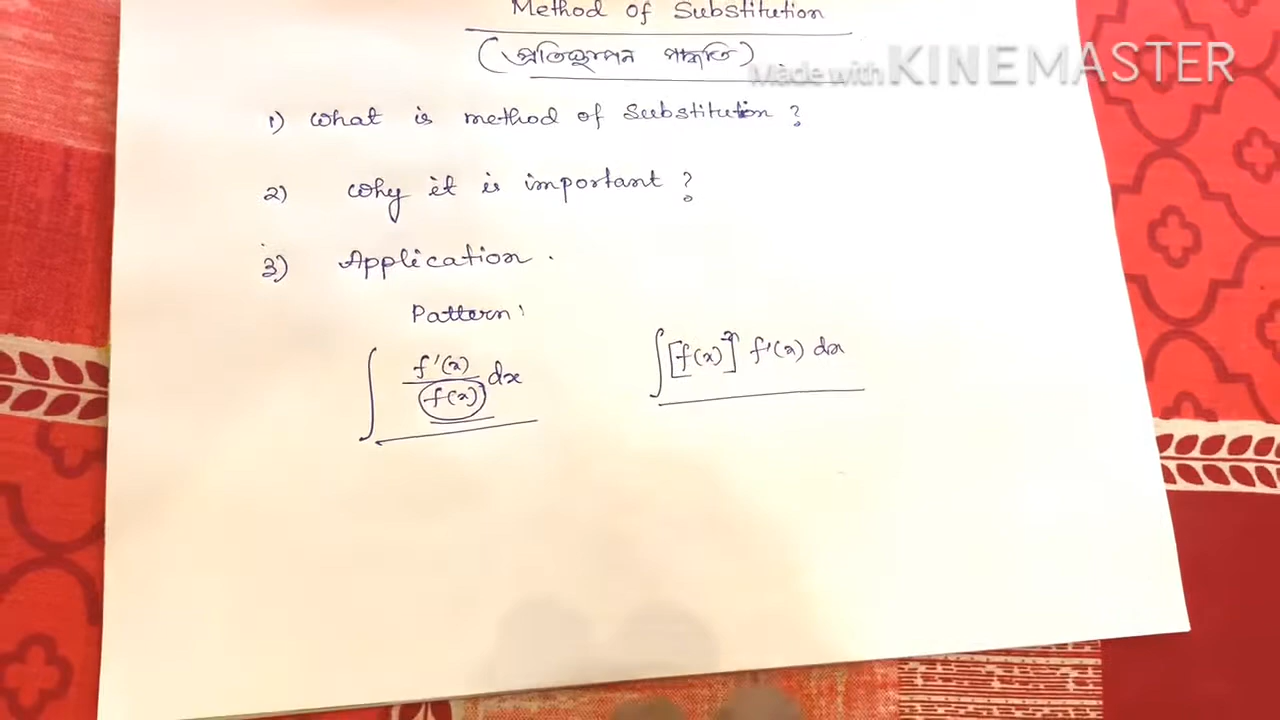 Method of Substitution
(প্রতিস্থাপন পদ্ধতি)
Made with KINEMASTER
1) What is method of Substitution ?
2) Why it is important ?
3) Application .
Pattern :
∫ f'(x)/f(x) dx
∫[f(x)]^n f'(x) dx